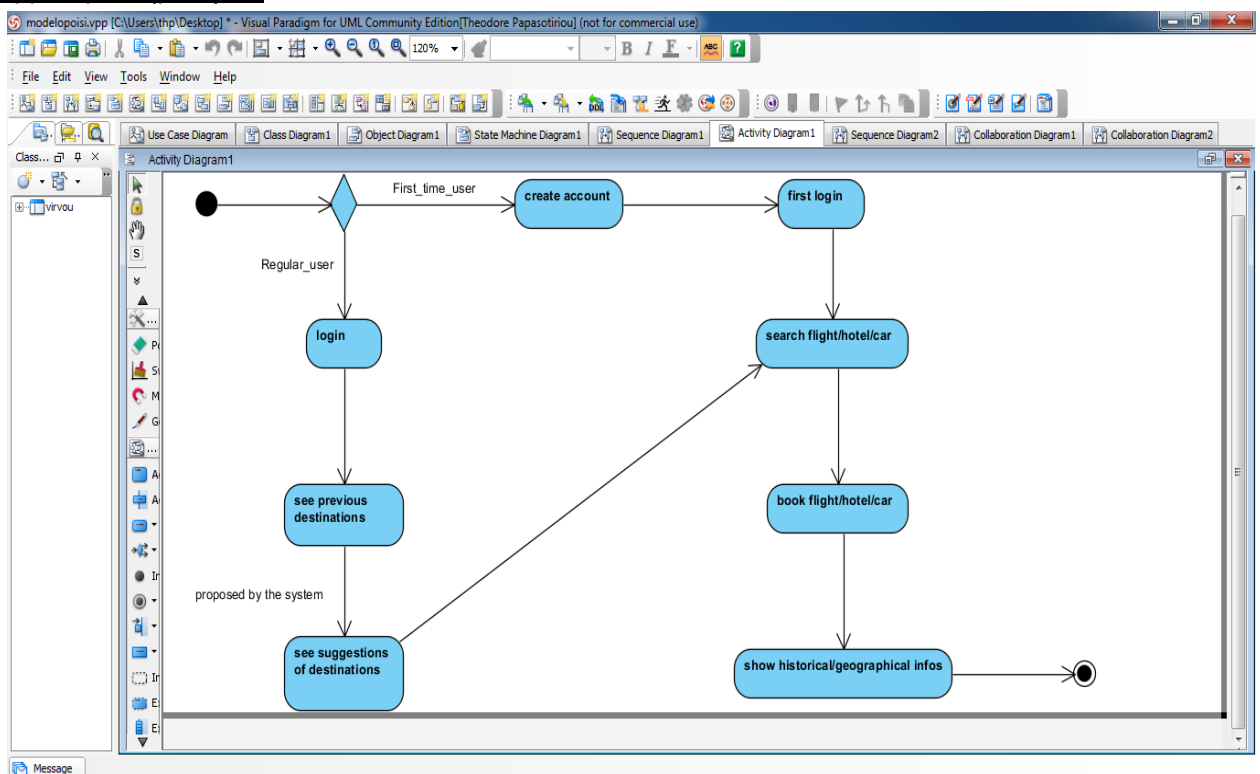 modelopoisi.vpp [C:\Users\thp\Desktop] * - Visual Paradigm for UML Community Edition[Theodore Papasotiriou] (not for commercial use)
120%
B I F ABC ?
File Edit View Tools Window Help
Use Case Diagram Class Diagram1 Object Diagram1 State Machine Diagram1 Sequence Diagram1 Activity Diagram1 Sequence Diagram2 Collaboration Diagram1 Collaboration Diagram2
Class...
Activity Diagram1
virvou
First_time_user
create account
first login
S
Regular_user
login
search flight/hotel/car
see previous
destinations
book flight/hotel/car
proposed by the system
see suggestions
of destinations
show historical/geographical infos
Message